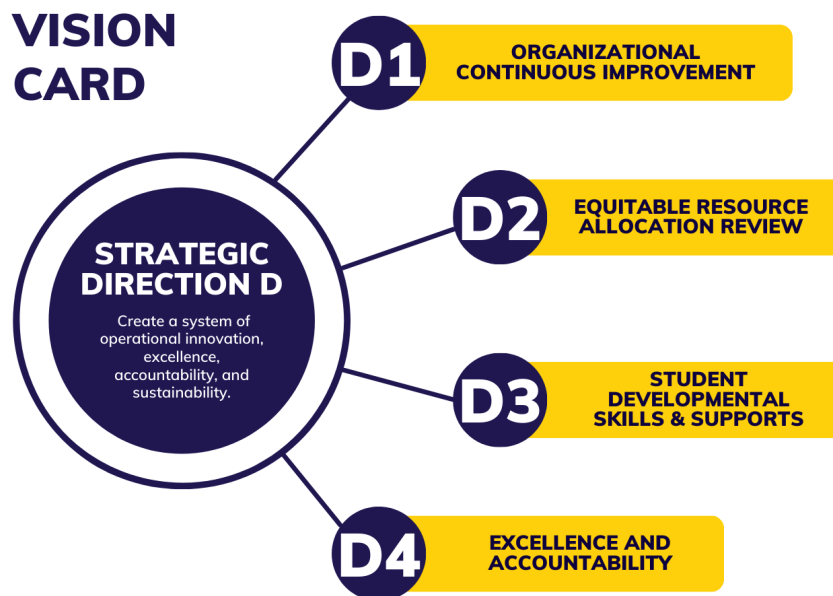 VISION
CARD
D1
ORGANIZATIONAL
CONTINUOUS IMPROVEMENT
D2
EQUITABLE RESOURCE
ALLOCATION REVIEW
STRATEGIC
DIRECTION D
Create a system of
operational innovation,
excellence,
accountability, and
sustainability.
D3
STUDENT
DEVELOPMENTAL
SKILLS & SUPPORTS
D4
EXCELLENCE AND
ACCOUNTABILITY